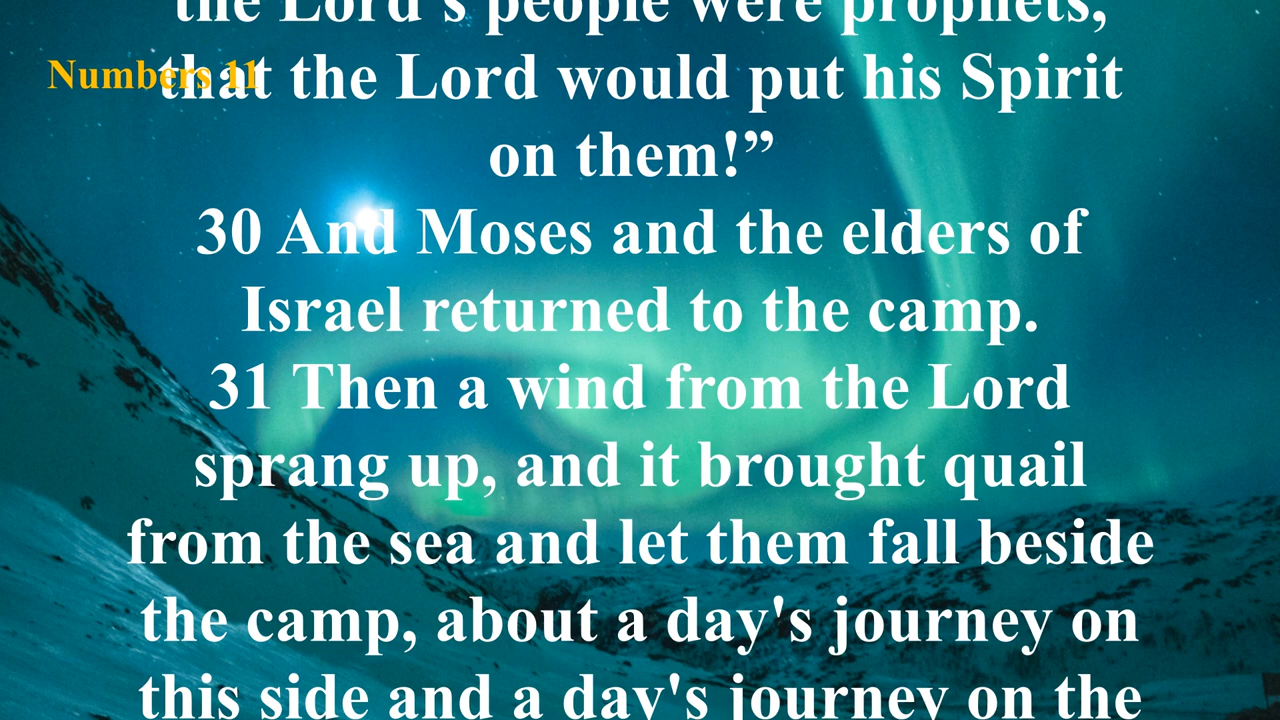 the Lord's people were prophets,
Numbers 11
that the Lord would put his Spirit
on them!”
30 And Moses and the elders of
Israel returned to the camp.
31 Then a wind from the Lord
sprang up, and it brought quail
from the sea and let them fall beside
the camp, about a day's journey on
this side and a day's journey on the